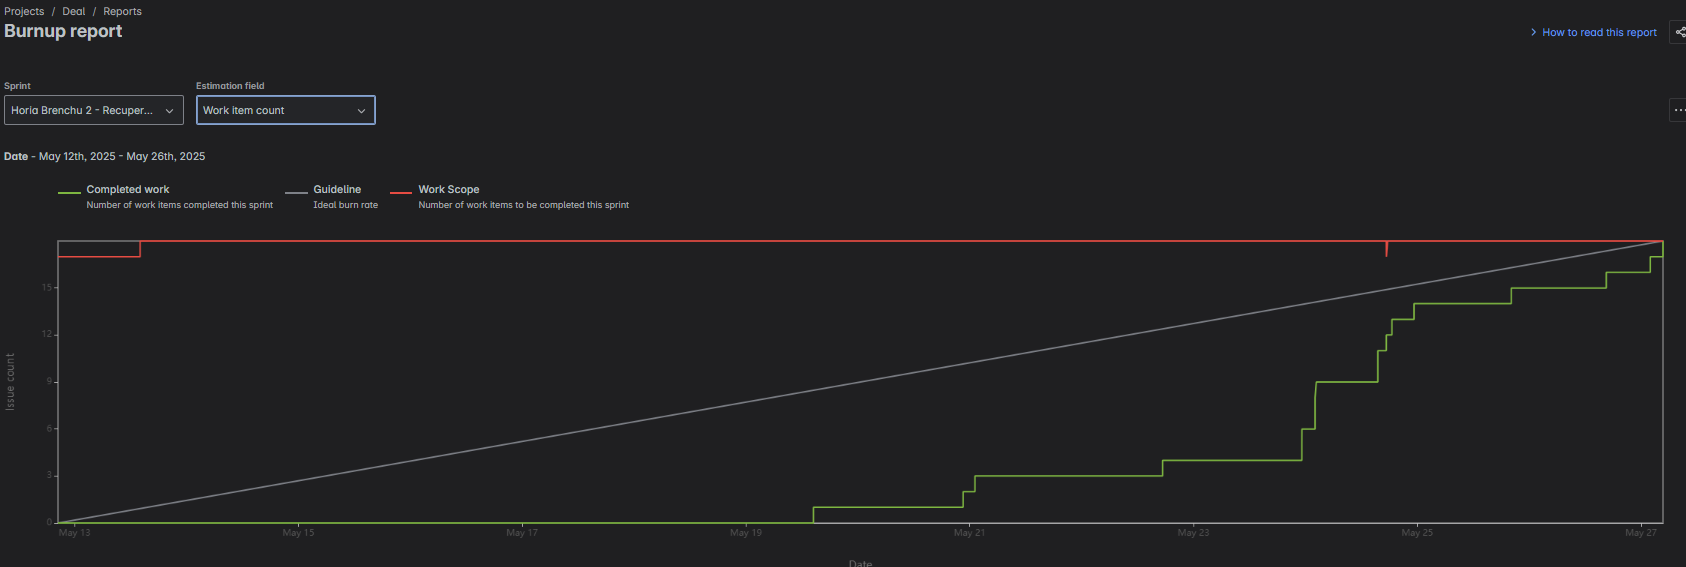 Projects / Deal / Reports
Burnup report
How to read this report
Sprint
Estimation field
Horia Brenchu 2 - Recuper...
Work item count
Date - May 12th, 2025 - May 26th, 2025
Completed work
Number of work items completed this sprint
Guideline
Ideal burn rate
Work Scope
Number of work items to be completed this sprint
15
12
9
6
3
0
Issue count
May 13
May 15
May 17
May 19
May 21
May 23
May 25
May 27
Date